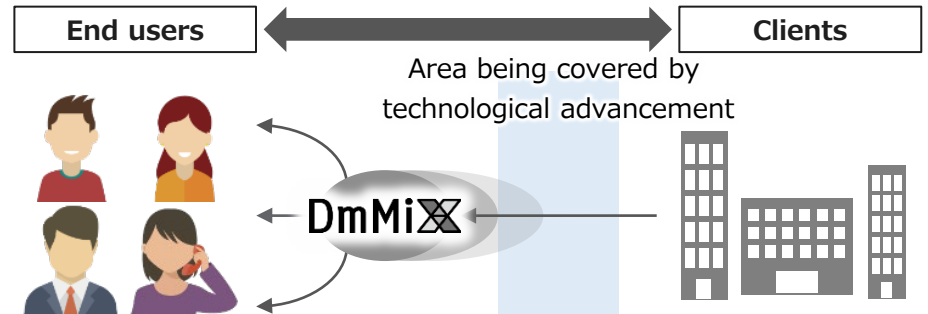 End users
Clients
Area being covered by
technological advancement
DmMiX